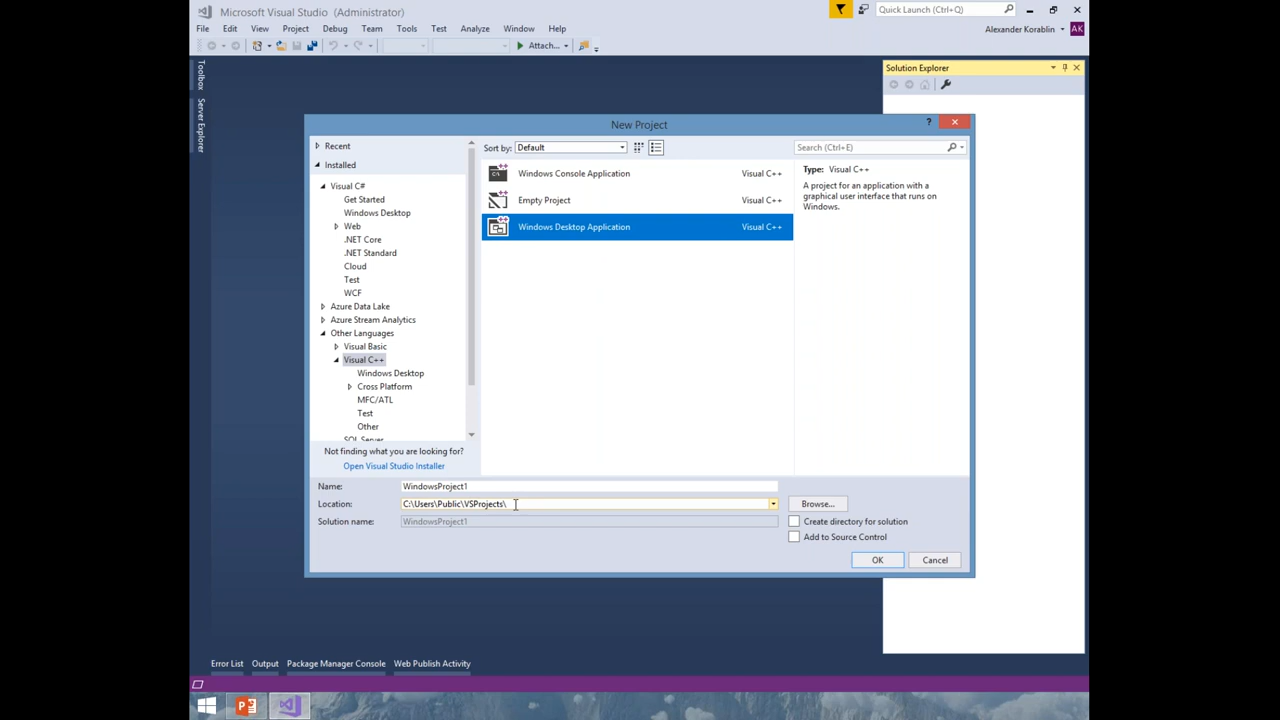 Microsoft Visual Studio (Administrator)
Quick Launch (Ctrl+Q)
File Edit View Project Debug Team Tools Test Analyze Window Help
Alexander Korablin AK
Attach...
Toolbox
Server Explorer
Solution Explorer
New Project
?
Recent
Installed
Sort by: Default
Search (Ctrl+E)
Visual C#
Get Started
Windows Desktop
Web
.NET Core
.NET Standard
Cloud
Test
WCF
Azure Data Lake
Azure Stream Analytics
Other Languages
Visual Basic
Visual C++
Windows Desktop
Cross Platform
MFC/ATL
Test
Other
SQL Server
Windows Console Application Visual C++
Empty Project Visual C++
Windows Desktop Application Visual C++
Type: Visual C++
A project for an application with a
graphical user interface that runs on
Windows.
Not finding what you are looking for?
Open Visual Studio Installer
Name: WindowsProject1
Location: C:\Users\Public\VSProjects\
Browse...
Solution name: WindowsProject1
Create directory for solution
Add to Source Control
OK Cancel
Error List Output Package Manager Console Web Publish Activity